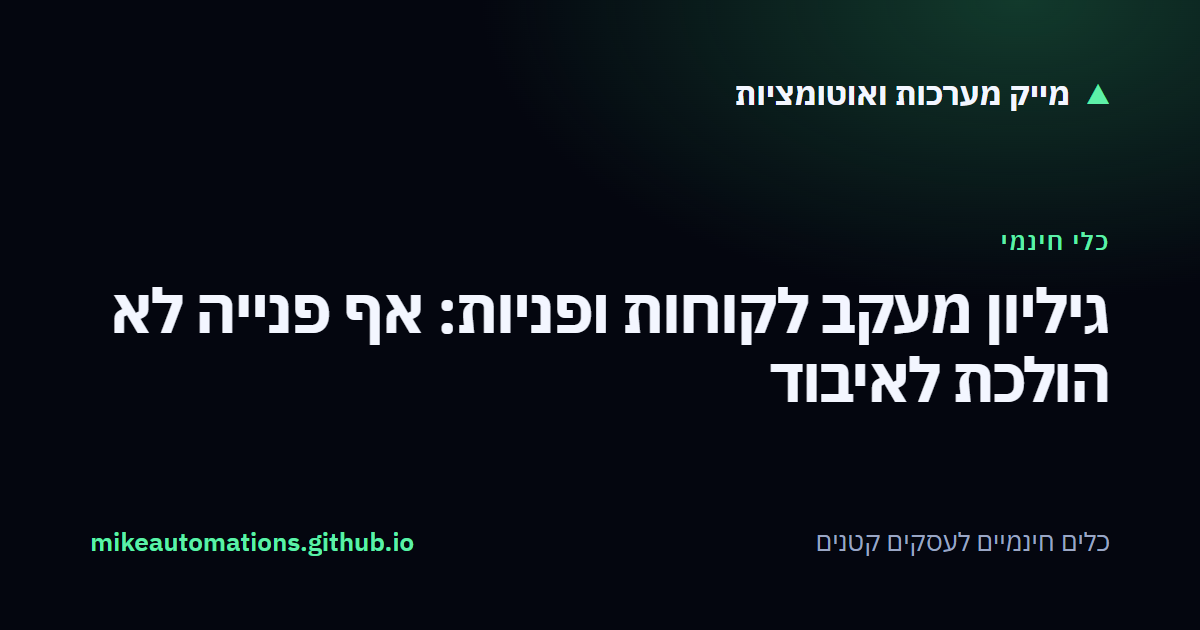 מייק מערכות ואוטומציות
כלי חינמי
גיליון מעקב לקוחות ופניות: אף פנייה לא
הולכת לאיבוד
כלים חינמיים לעסקים קטנים
mikeautomations.github.io